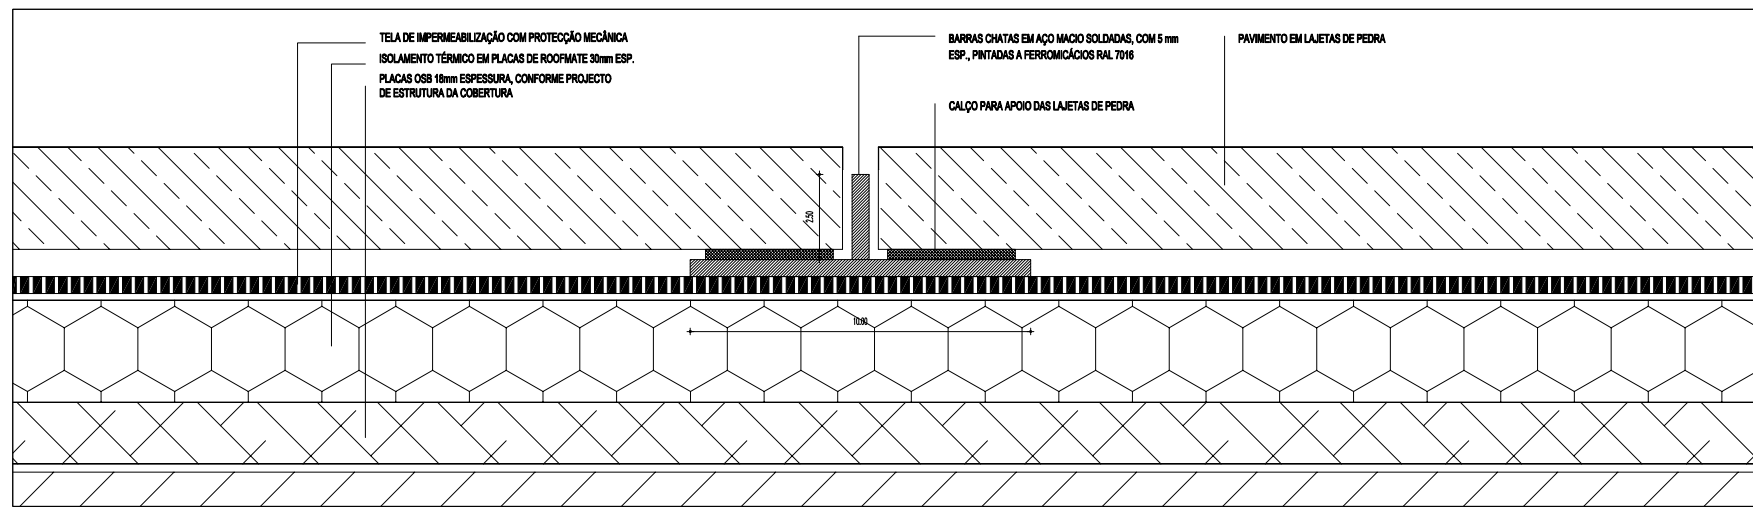 TELA DE IMPERMEABILIZAÇÃO COM PROTECÇÃO MECÂNICA
ISOLAMENTO TÉRMICO EM PLACAS DE ROOFMATE 30mm ESP.
PLACAS OSB 18mm ESPESSURA, CONFORME PROJECTO
DE ESTRUTURA DA COBERTURA
BARRAS CHATAS EM AÇO MACIO SOLDADAS, COM 5 mm
ESP., PINTADAS A FERROMICÁCIOS RAL 7016
CALÇO PARA APOIO DAS LAJETAS DE PEDRA
PAVIMENTO EM LAJETAS DE PEDRA
2.50
10.00